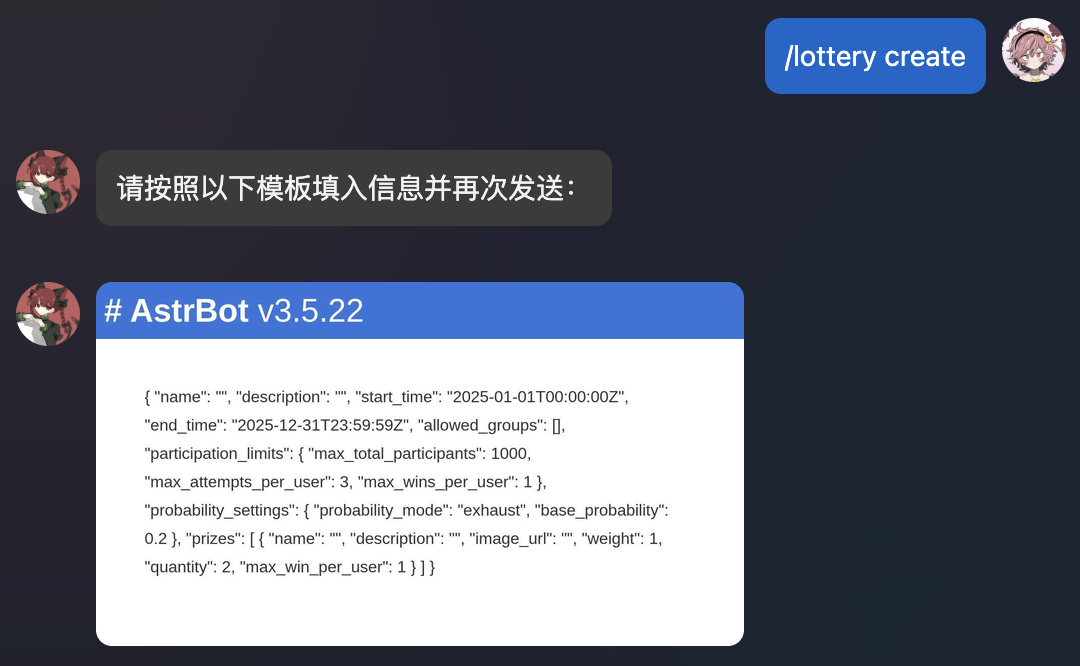 /lottery create
请按照以下模板填入信息并再次发送：
# AstrBot v3.5.22
{ "name": "", "description": "", "start_time": "2025-01-01T00:00:00Z",
"end_time": "2025-12-31T23:59:59Z", "allowed_groups": [],
"participation_limits": { "max_total_participants": 1000,
"max_attempts_per_user": 3, "max_wins_per_user": 1 },
"probability_settings": { "probability_mode": "exhaust", "base_probability":
0.2 }, "prizes": [ { "name": "", "description": "", "image_url": "", "weight": 1,
"quantity": 2, "max_win_per_user": 1 } ] }